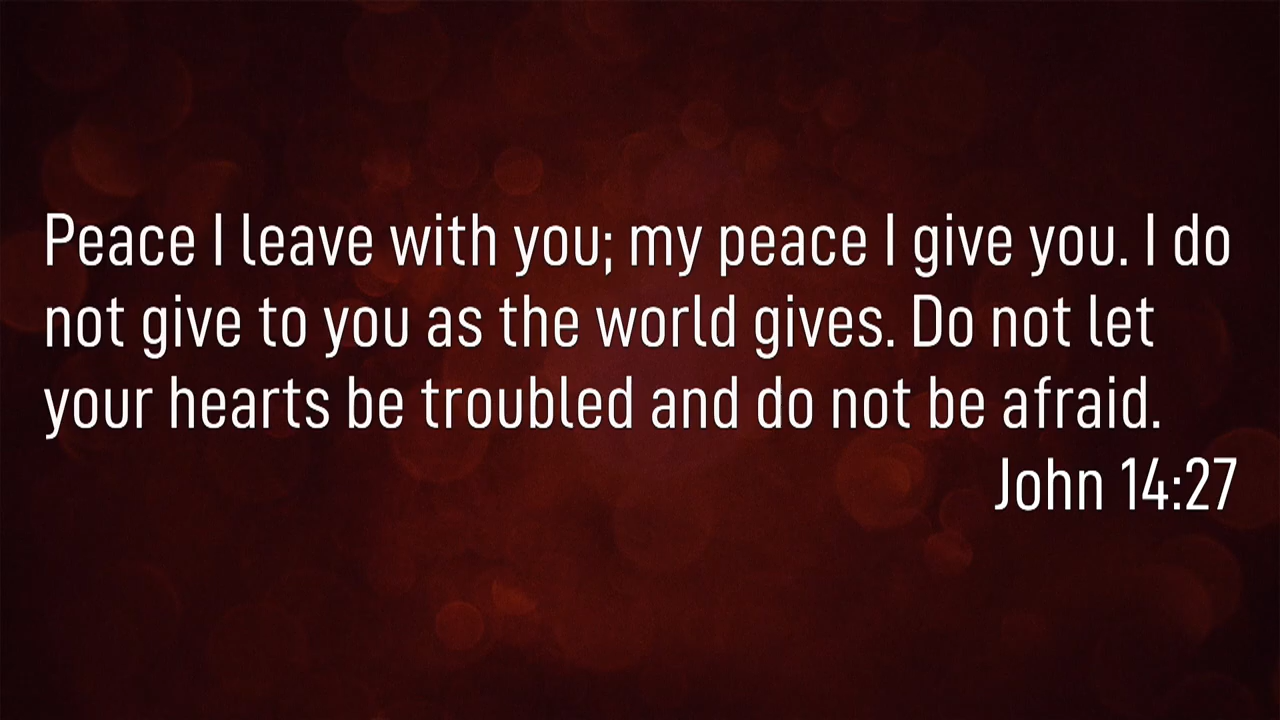 Peace I leave with you; my peace I give you. I do
not give to you as the world gives. Do not let
your hearts be troubled and do not be afraid.
John 14:27